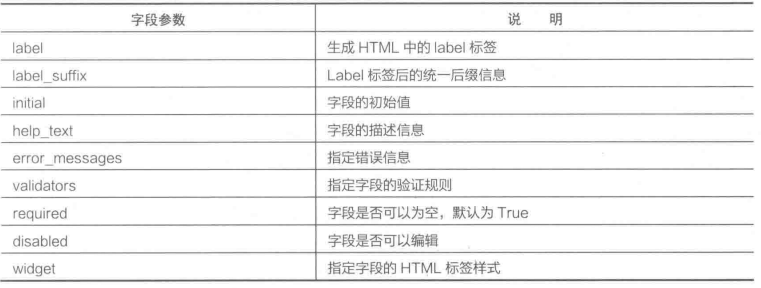 字段参数 说 明
label 生成 HTML 中的 label 标签
label_suffix Label 标签后的统一后缀信息
initial 字段的初始值
help_text 字段的描述信息
error_messages 指定错误信息
validators 指定字段的验证规则
required 字段是否可以为空，默认为 True
disabled 字段是否可以编辑
widget 指定字段的 HTML 标签样式